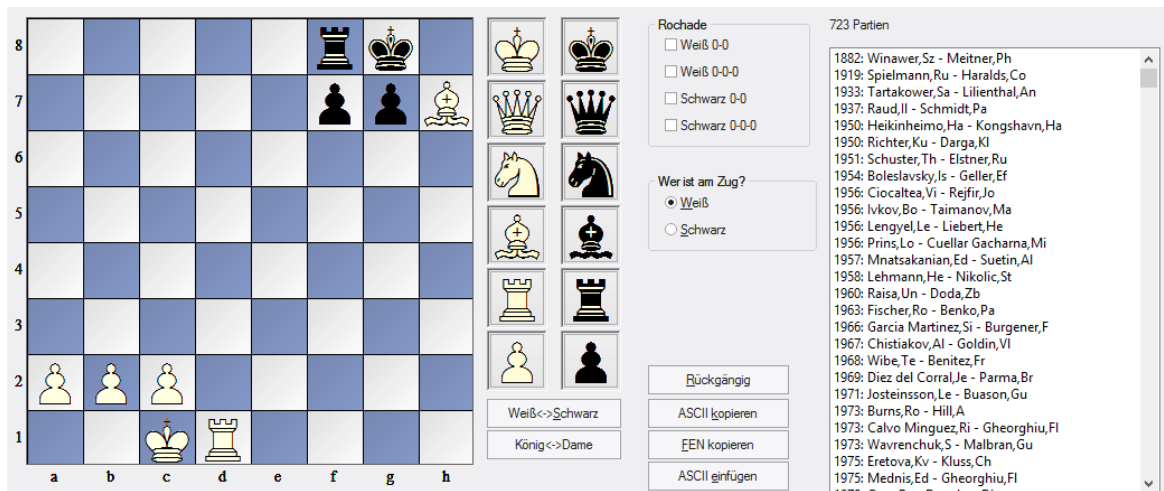 8
7
6
5
4
3
2
1
a b c d e f g h
Weiß<->Schwarz
König<->Dame
Rochade
Weiß 0-0
Weiß 0-0-0
Schwarz 0-0
Schwarz 0-0-0
Wer ist am Zug?
Weiß
Schwarz
Rückgängig
ASCII kopieren
FEN kopieren
ASCII einfügen
723 Partien
1882: Winawer,Sz - Meitner,Ph
1919: Spielmann,Ru - Haralds,Co
1933: Tartakower,Sa - Lilienthal,An
1937: Raud,Il - Schmidt,Pa
1950: Heikinheimo,Ha - Kongshavn,Ha
1950: Richter,Ku - Darga,Kl
1951: Schuster,Th - Elstner,Ru
1954: Boleslavsky,Is - Geller,Ef
1956: Ciocaltea,Vi - Rejfir,Jo
1956: Ivkov,Bo - Taimanov,Ma
1956: Lengyel,Le - Liebert,He
1956: Prins,Lo - Cuellar Gacharna,Mi
1957: Mnatsakanian,Ed - Suetin,Al
1958: Lehmann,He - Nikolic,St
1960: Raisa,Un - Doda,Zb
1963: Fischer,Ro - Benko,Pa
1966: Garcia Martinez,Si - Burgener,F
1967: Chistiakov,Al - Goldin,Vl
1968: Wibe,Te - Benitez,Fr
1969: Diez del Corral,Je - Parma,Br
1971: Josteinsson,Le - Buason,Gu
1973: Burns,Ro - Hill,A
1973: Calvo Minguez,Ri - Gheorghiu,Fl
1973: Wavrenchuk,S - Malbran,Gu
1975: Eretova,Kv - Kluss,Ch
1975: Mednis,Ed - Gheorghiu,Fl